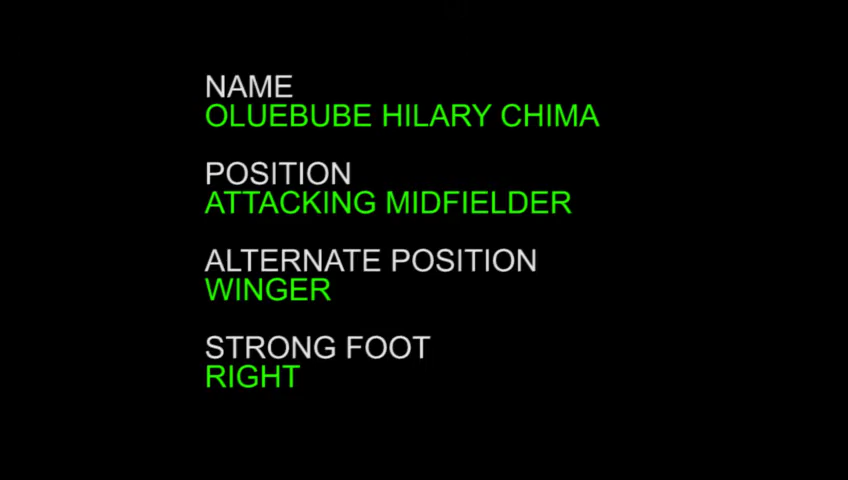 NAME
OLUEBUBE HILARY CHIMA
POSITION
ATTACKING MIDFIELDER
ALTERNATE POSITION
WINGER
STRONG FOOT
RIGHT